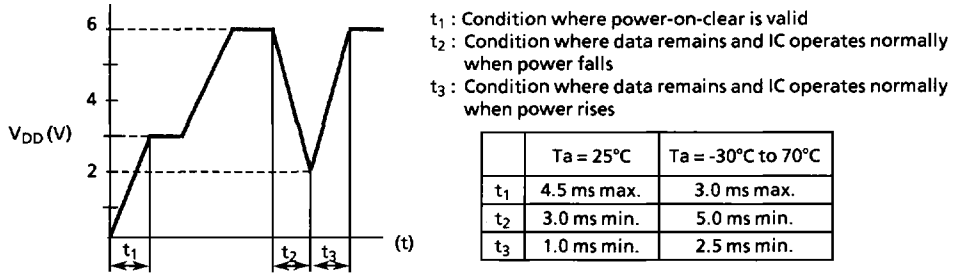 6
4
V_DD (V)
2
t₁
t₂
t₃
(t)
t₁ : Condition where power-on-clear is valid
t₂ : Condition where data remains and IC operates normally
when power falls
t₃ : Condition where data remains and IC operates normally
when power rises
Ta = 25°C Ta = -30°C to 70°C
t₁ 4.5 ms max. 3.0 ms max.
t₂ 3.0 ms min. 5.0 ms min.
t₃ 1.0 ms min. 2.5 ms min.